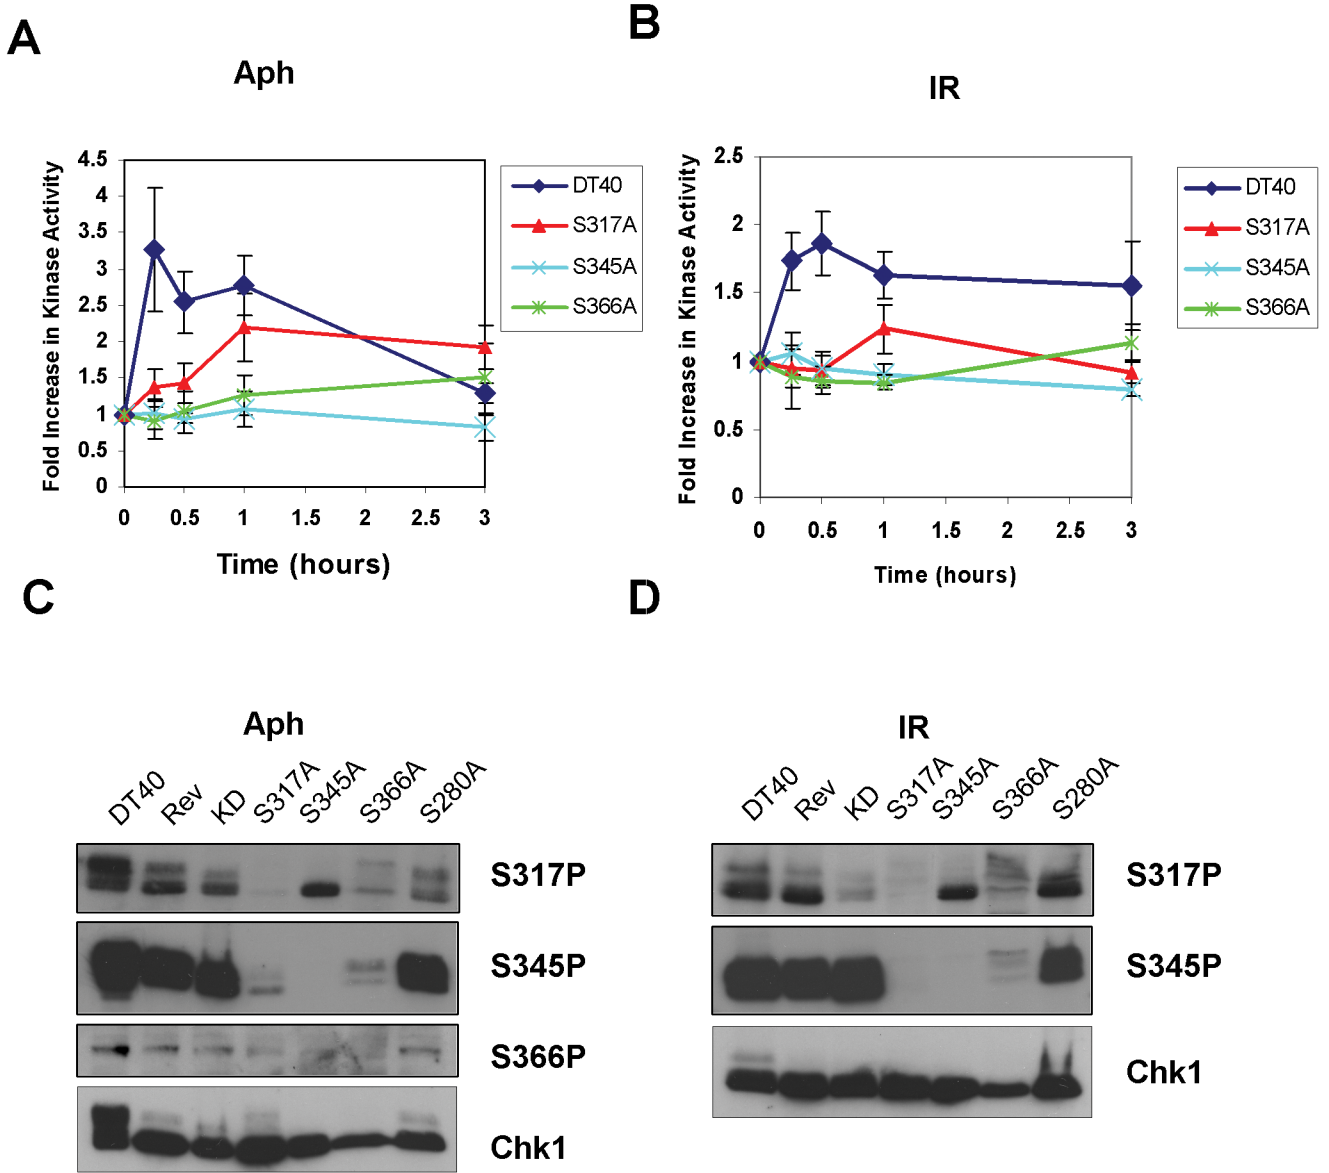 A
Aph
Fold Increase in Kinase Activity
4.5
4
3.5
3
2.5
2
1.5
1
0.5
0
0 0.5 1 1.5 2 2.5 3
Time (hours)
DT40
S317A
S345A
S366A
B
IR
Fold Increase in Kinase Activity
2.5
2
1.5
1
0.5
0
0 0.5 1 1.5 2 2.5 3
Time (hours)
DT40
S317A
S345A
S366A
C
Aph
DT40 Rev KD S317A S345A S366A S280A
S317P
S345P
S366P
Chk1
D
IR
DT40 Rev KD S317A S345A S366A S280A
S317P
S345P
Chk1